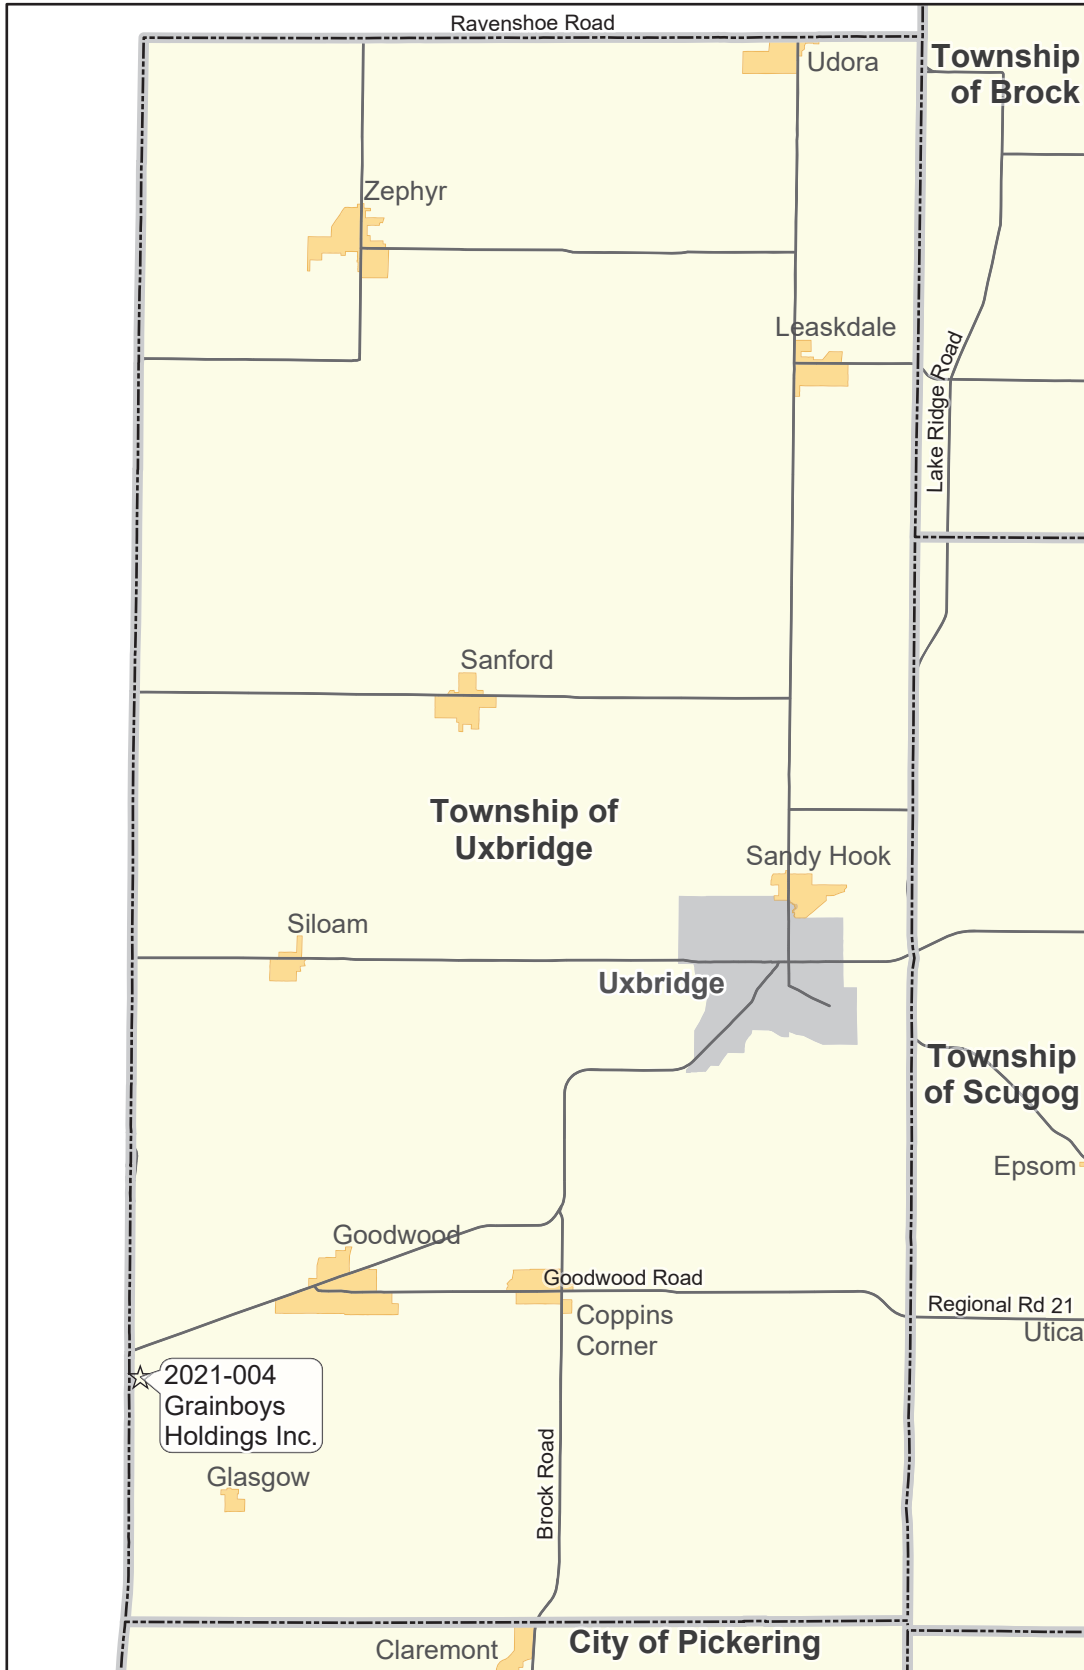 Ravenshoe Road
Udora
Township
of Brock
Zephyr
Leaskdale
Lake Ridge Road
Sanford
Township of
Uxbridge
Sandy Hook
Siloam
Uxbridge
Township
of Scugog
Epsom
Goodwood
Goodwood Road
Regional Rd 21
Coppins
Corner
Utica
2021-004
Grainboys
Holdings Inc.
Glasgow
Brock Road
Claremont
City of Pickering